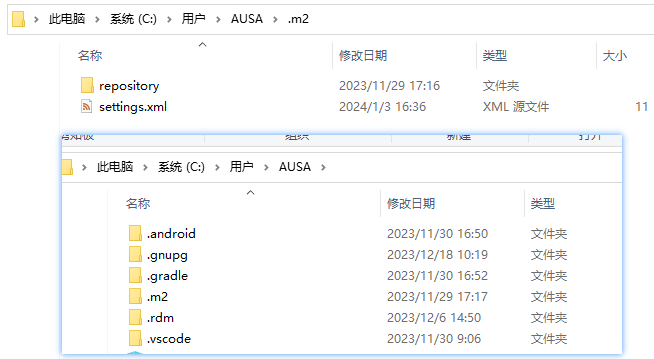 此电脑 > 系统 (C:) > 用户 > AUSA > .m2
名称 修改日期 类型 大小
repository 2023/11/29 17:16 文件夹
settings.xml 2024/1/3 16:36 XML 源文件 11
剪贴板 组织 新建 打开
此电脑 > 系统 (C:) > 用户 > AUSA >
名称 修改日期 类型
.android 2023/11/30 16:50 文件夹
.gnupg 2023/12/18 10:19 文件夹
.gradle 2023/11/30 16:52 文件夹
.m2 2023/11/29 17:17 文件夹
.rdm 2023/12/6 14:50 文件夹
.vscode 2023/11/30 9:06 文件夹